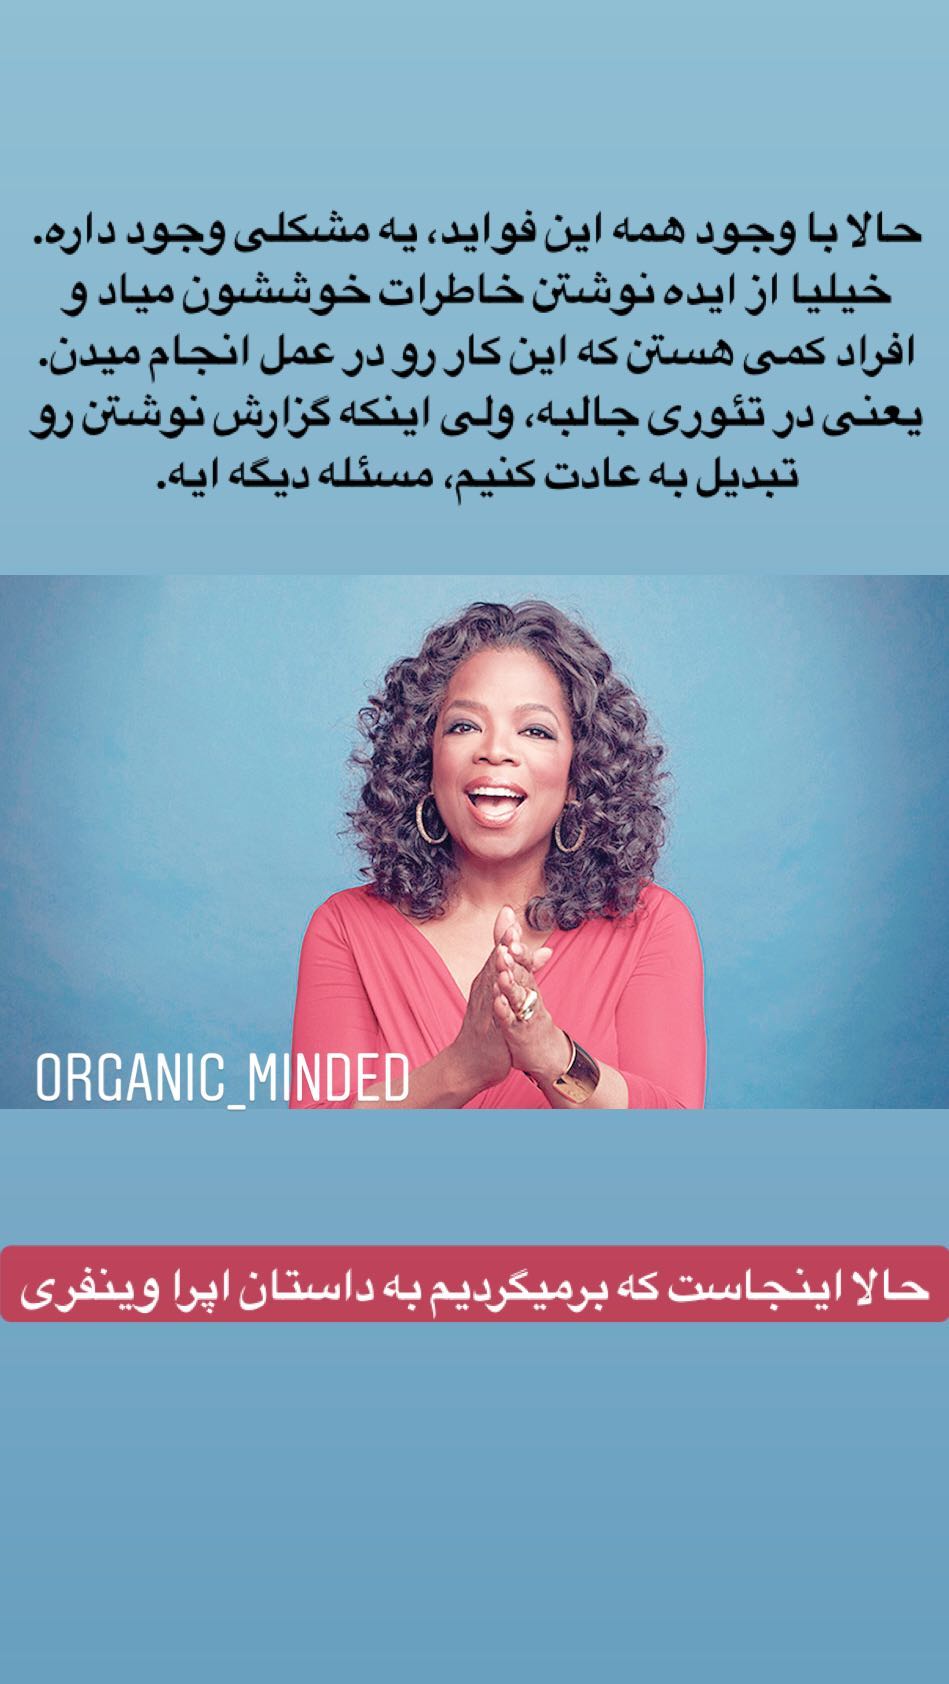 حالا با وجود همه این فواید، یه مشکلی وجود داره.
خیلیا از ایده نوشتن خاطرات خوششون میاد و
افراد کمی هستن که این کار رو در عمل انجام میدن.
یعنی در تئوری جالبه، ولی اینکه گزارش نوشتن رو
تبدیل به عادت کنیم، مسئله دیگه ایه.
ORGANIC_MINDED
حالا اینجاست که برمیگردیم به داستان اپرا وینفری